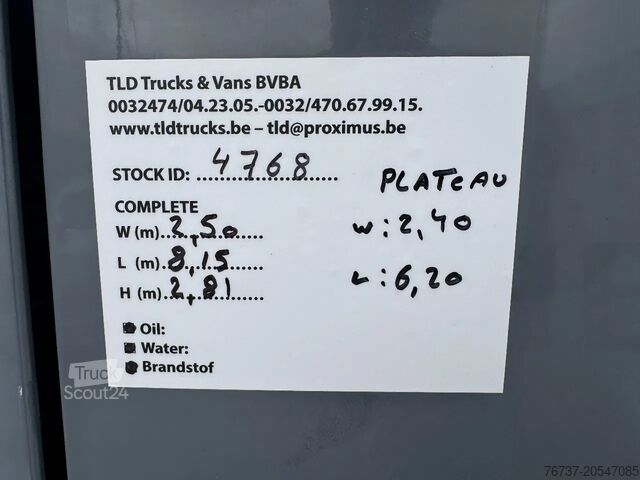 TLD Trucks & Vans BVBA
0032474/04.23.05.-0032/470.67.99.15.
www.tldtrucks.be – tld@proximus.be
STOCK ID: 4768
PLATEAU
COMPLETE
W (m) 2,50
W: 2,40
L (m) 8,15
L: 6,20
H (m) 2,81
Oil:
Water:
Brandstof
Truck
Scout24
76737-20547085